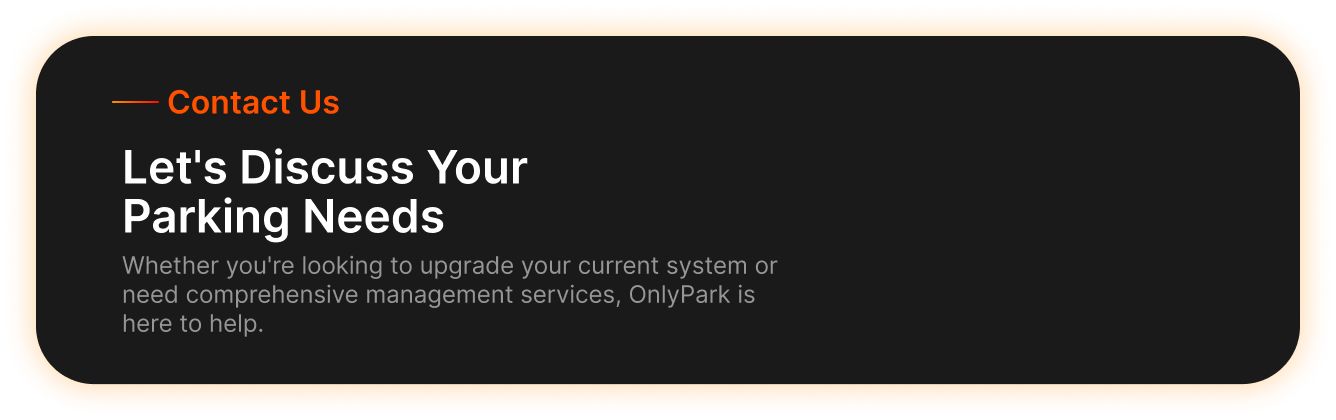 Contact Us
Let's Discuss Your
Parking Needs
Whether you're looking to upgrade your current system or
need comprehensive management services, OnlyPark is
here to help.